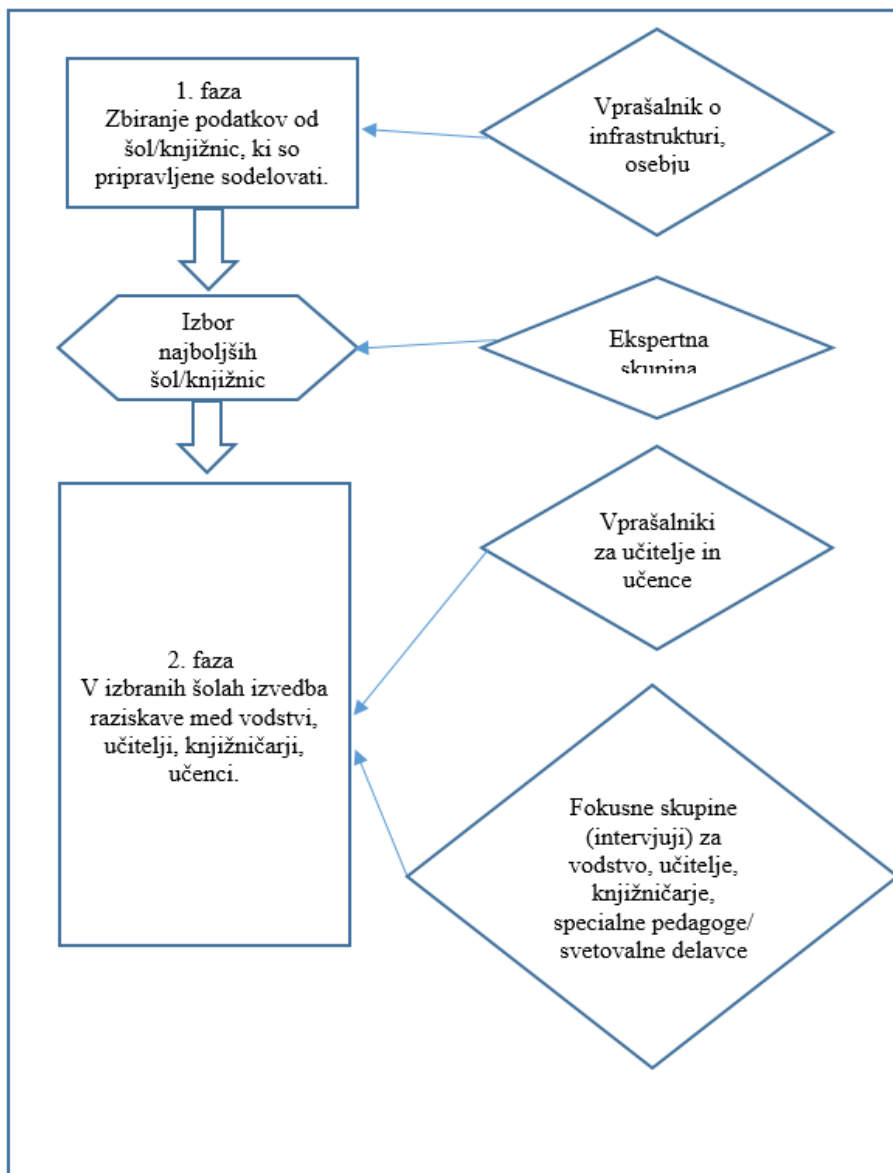 1. faza
Zbiranje podatkov od
šol/knjižnic, ki so
pripravljene sodelovati.
Vprašalnik o
infrastrukturi,
osebju
Izbor
najboljših
šol/knjižnic
Ekspertna
skupina
Vprašalniki
za učitelje in
učence
2. faza
V izbranih šolah izvedba
raziskave med vodstvi,
učitelji, knjižničarji,
učenci.
Fokusne skupine
(intervjuji) za
vodstvo, učitelje,
knjižničarje,
specialne pedagoge/
svetovalne delavce